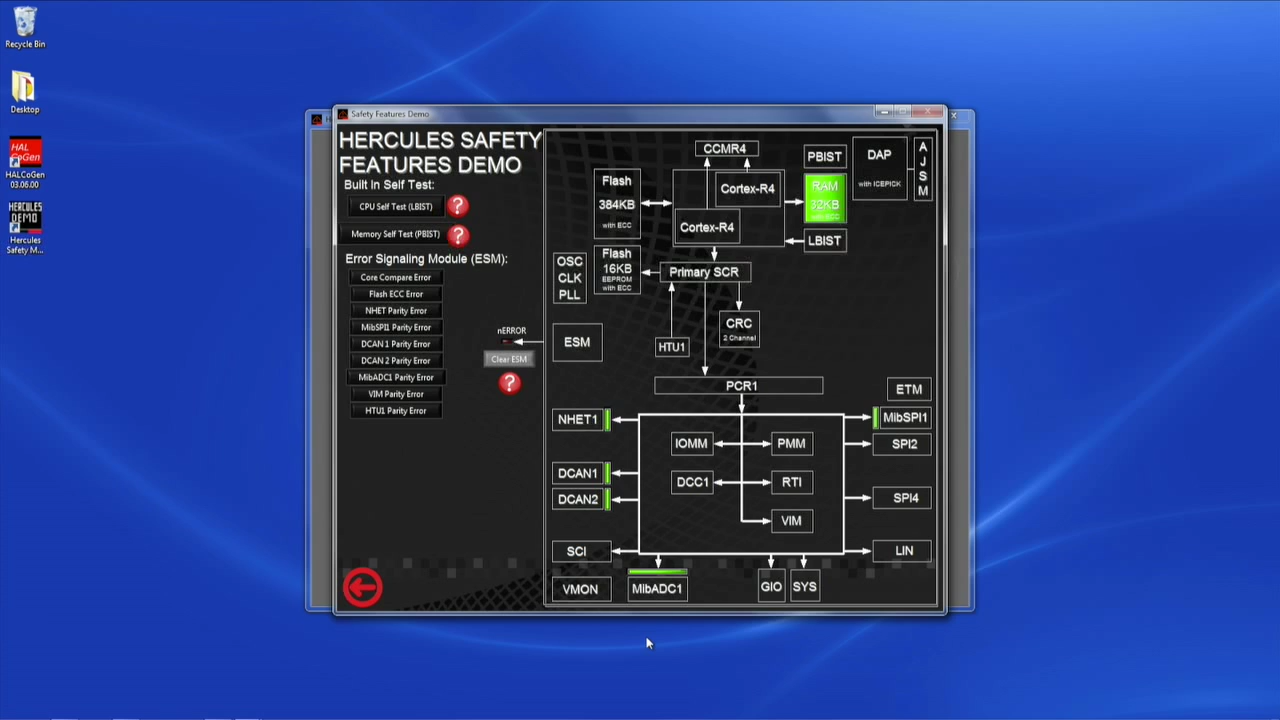 Recycle Bin
Desktop
HAL
CoGen
HALCoGen
03.06.00
HERCULES
DEMO
Hercules
Safety M...
Safety Features Demo
HERCULES SAFETY
FEATURES DEMO
Built In Self Test:
CPU Self Test (LBIST)
?
Memory Self Test (PBIST)
?
Error Signaling Module (ESM):
Core Compare Error
Flash ECC Error
NHET Parity Error
MibSPI1 Parity Error
DCAN 1 Parity Error
DCAN 2 Parity Error
MibADC1 Parity Error
VIM Parity Error
HTU1 Parity Error
nERROR
Clear ESM
?
CCMR4
Flash
384KB
with ECC
Cortex-R4
Cortex-R4
PBIST
RAM
32KB
with ECC
LBIST
DAP
with ICEPICK
A
J
S
M
OSC
CLK
PLL
Flash
16KB
EEPROM
with ECC
Primary SCR
CRC
2 Channel
ESM
HTU1
PCR1
ETM
NHET1
MibSPI1
IOMM
PMM
SPI2
DCAN1
DCC1
RTI
DCAN2
SPI4
VIM
SCI
LIN
VMON
MibADC1
GIO
SYS